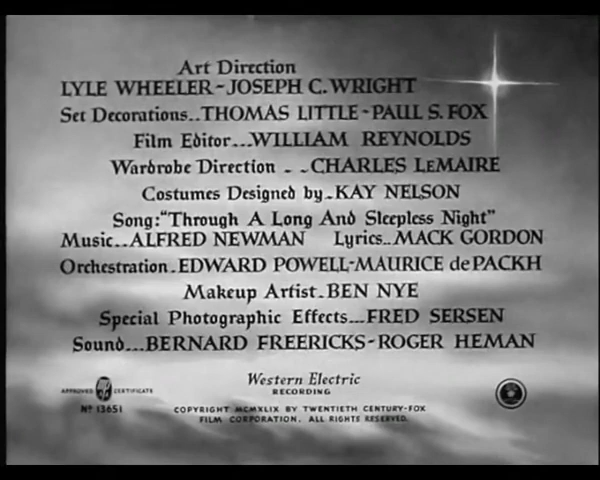 Art Direction
LYLE WHEELER - JOSEPH C. WRIGHT
Set Decorations..THOMAS LITTLE - PAUL S. FOX
Film Editor...WILLIAM REYNOLDS
Wardrobe Direction . . CHARLES LeMAIRE
Costumes Designed by..KAY NELSON
Song:"Through A Long And Sleepless Night"
Music..ALFRED NEWMAN Lyrics..MACK GORDON
Orchestration.EDWARD POWELL-MAURICE de PACKH
Makeup Artist..BEN NYE
Special Photographic Effects...FRED SERSEN
Sound...BERNARD FREERICKS - ROGER HEMAN
Western Electric
RECORDING
APPROVED CERTIFICATE
Nº 13651
COPYRIGHT MCMXLIX BY TWENTIETH CENTURY-FOX
FILM CORPORATION. ALL RIGHTS RESERVED.